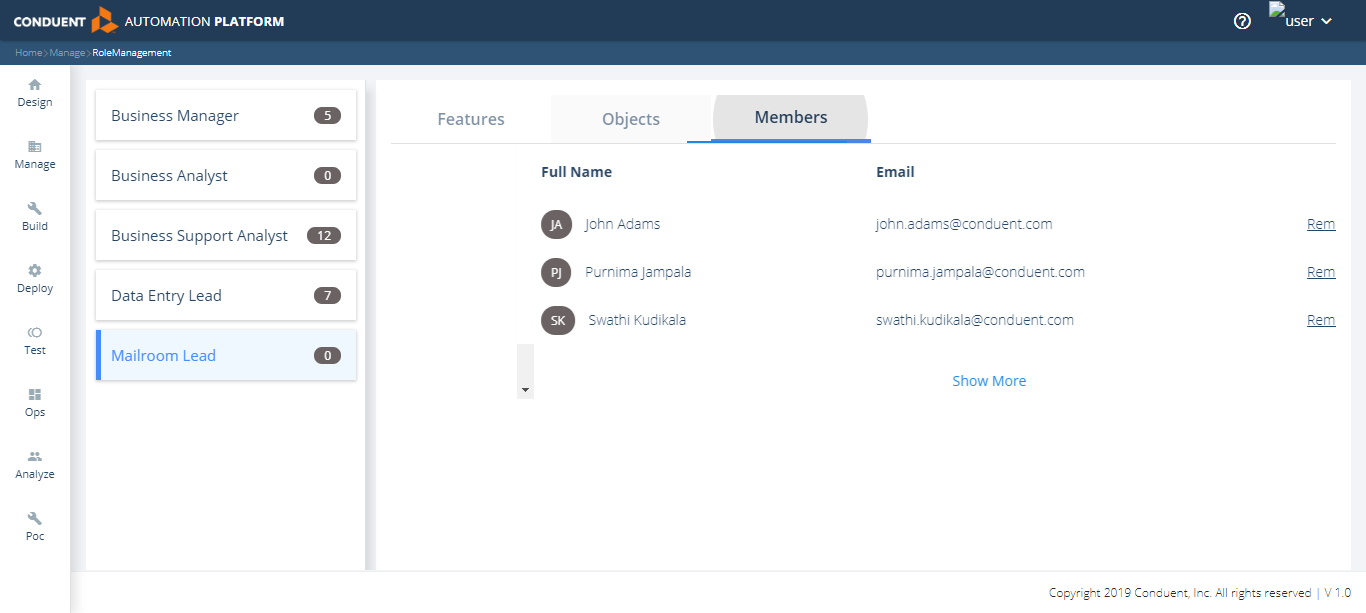 CONDUENT AUTOMATION PLATFORM
user
Home>Manage>RoleManagement
Design
Manage
Build
Deploy
Test
Ops
Analyze
Poc
Business Manager 5
Business Analyst 0
Business Support Analyst 12
Data Entry Lead 7
Mailroom Lead 0
Features Objects Members
Full Name Email
JA John Adams john.adams@conduent.com Rem
PJ Purnima Jampala purnima.jampala@conduent.com Rem
SK Swathi Kudikala swathi.kudikala@conduent.com Rem
Show More
Copyright 2019 Conduent, Inc. All rights reserved | V 1.0